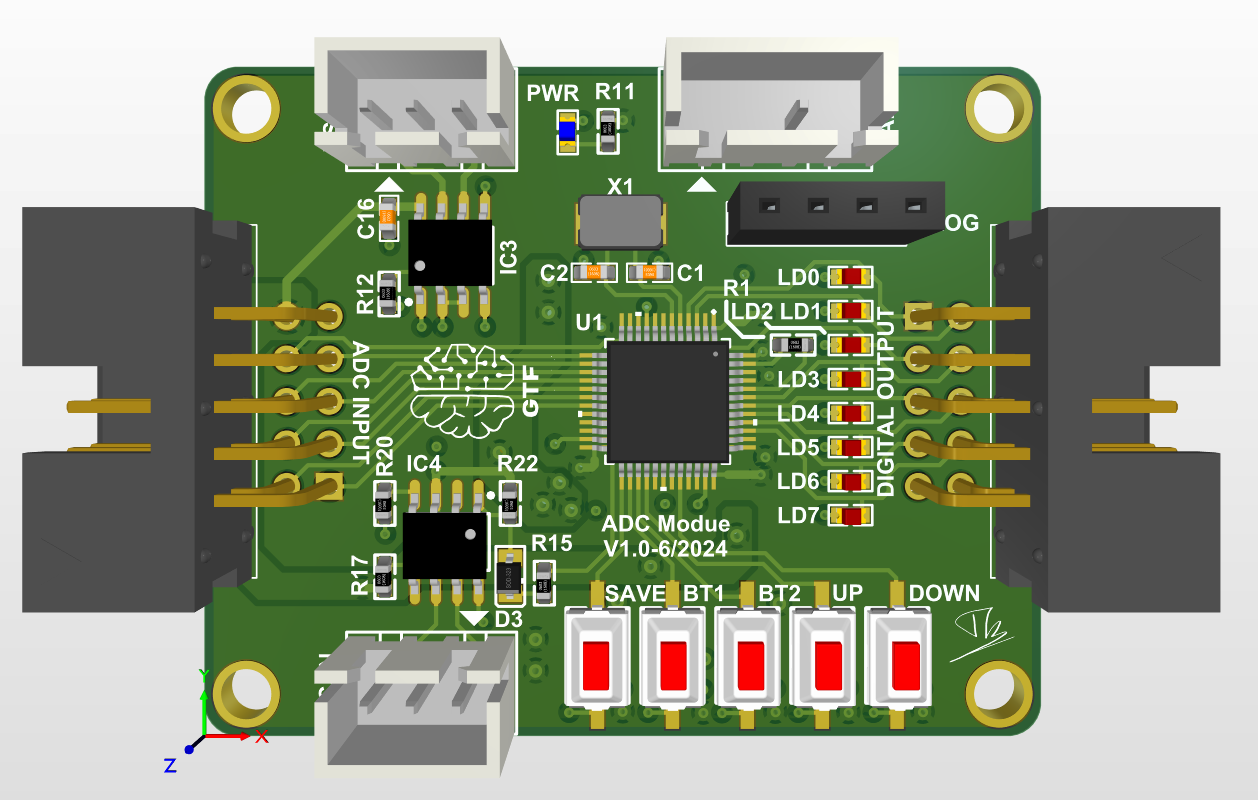 PWR
R11
X1
C16
IC3
OG
C2
C1
R12
LD0
R1
LD2
LD1
U1
ADC INPUT
GTF
LD3
LD4
LD5
LD6
LD7
DIGITAL OUTPUT
R20
IC4
R22
ADC Modue
V1.0-6/2024
R15
R17
D3
SAVE
BT1
BT2
UP
DOWN
Y
X
Z